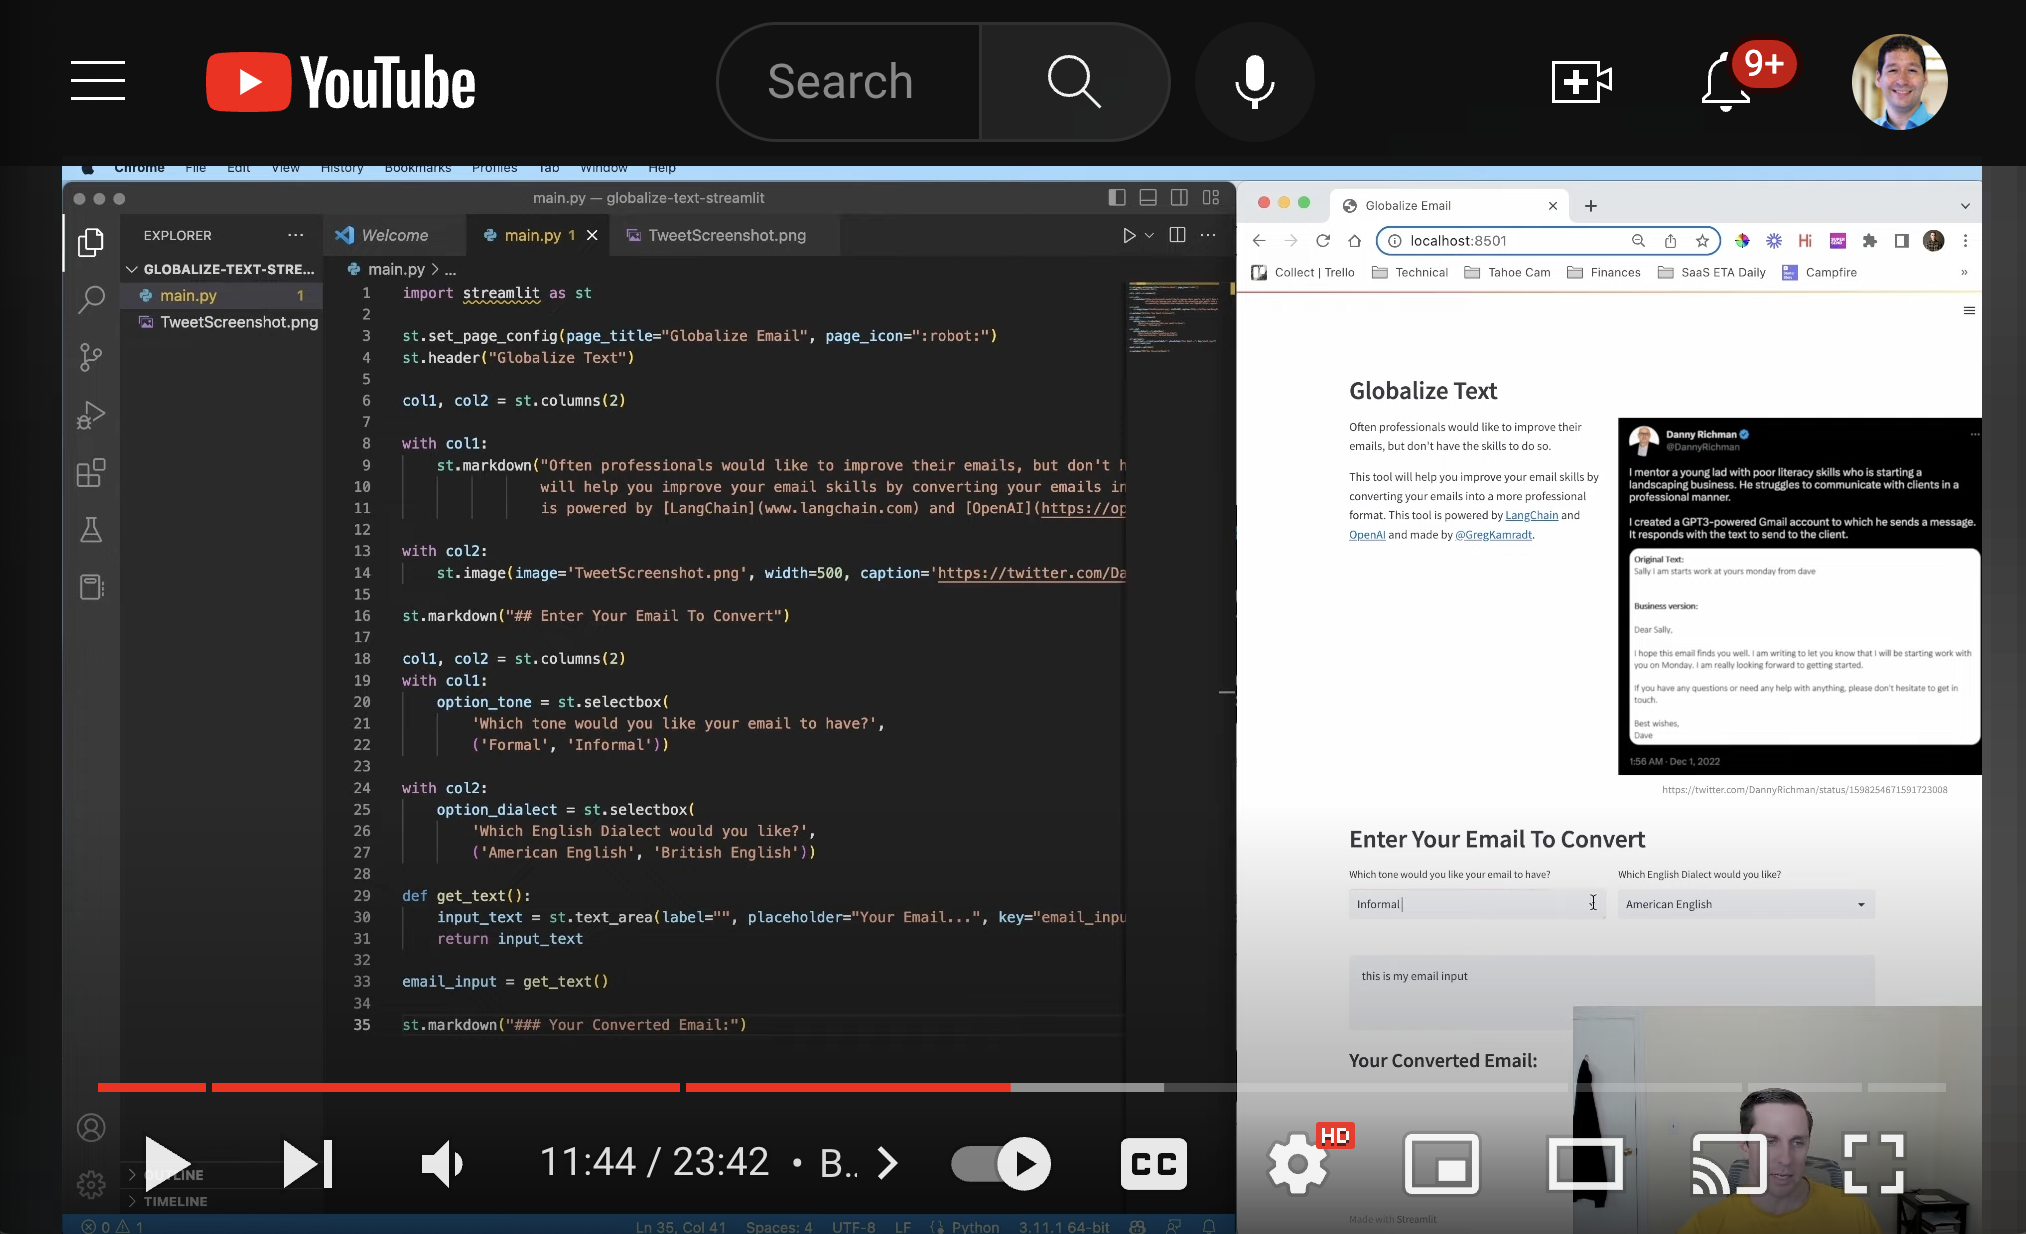 YouTube
Search
9+
Chrome File Edit View History Bookmarks Profiles Tab Window Help
main.py — globalize-text-streamlit
EXPLORER
GLOBALIZE-TEXT-STRE...
main.py 1
TweetScreenshot.png
OUTLINE
TIMELINE
Welcome
main.py 1
TweetScreenshot.png
main.py > ...
1 import streamlit as st
2
3 st.set_page_config(page_title="Globalize Email", page_icon=":robot:")
4 st.header("Globalize Text")
5
6 col1, col2 = st.columns(2)
7
8 with col1:
9 st.markdown("Often professionals would like to improve their emails, but don't h
10 will help you improve your email skills by converting your emails in
11 is powered by [LangChain](www.langchain.com) and [OpenAI](https://op
12
13 with col2:
14 st.image(image='TweetScreenshot.png', width=500, caption='https://twitter.com/Da
15
16 st.markdown("## Enter Your Email To Convert")
17
18 col1, col2 = st.columns(2)
19 with col1:
20 option_tone = st.selectbox(
21 'Which tone would you like your email to have?',
22 ('Formal', 'Informal'))
23
24 with col2:
25 option_dialect = st.selectbox(
26 'Which English Dialect would you like?',
27 ('American English', 'British English'))
28
29 def get_text():
30 input_text = st.text_area(label="", placeholder="Your Email...", key="email_inpu
31 return input_text
32
33 email_input = get_text()
34
35 st.markdown("### Your Converted Email:")
0 1
Ln 35, Col 41 Spaces: 4 UTF-8 LF Python 3.11.1 64-bit
Globalize Email
localhost:8501
Collect | Trello Technical Tahoe Cam Finances SaaS ETA Daily Campfire »
Hi
Globalize Text
Often professionals would like to improve their
emails, but don't have the skills to do so.
This tool will help you improve your email skills by
converting your emails into a more professional
format. This tool is powered by LangChain and
OpenAI and made by @GregKamradt.
Danny Richman
@DannyRichman
I mentor a young lad with poor literacy skills who is starting a
landscaping business. He struggles to communicate with clients in a
professional manner.
I created a GPT3-powered Gmail account to which he sends a message.
It responds with the text to send to the client.
Original Text:
Sally I am starts work at yours monday from dave
Business version:
Dear Sally,
I hope this email finds you well. I am writing to let you know that I will be starting work with
you on Monday. I am really looking forward to getting started.
If you have any questions or need any help with anything, please don't hesitate to get in
touch.
Best wishes,
Dave
1:56 AM · Dec 1, 2022
https://twitter.com/DannyRichman/status/1598254671591723008
Enter Your Email To Convert
Which tone would you like your email to have?
Informal
Which English Dialect would you like?
American English
this is my email input
Your Converted Email:
Made with Streamlit
11:44 / 23:42 • B..
CC
HD